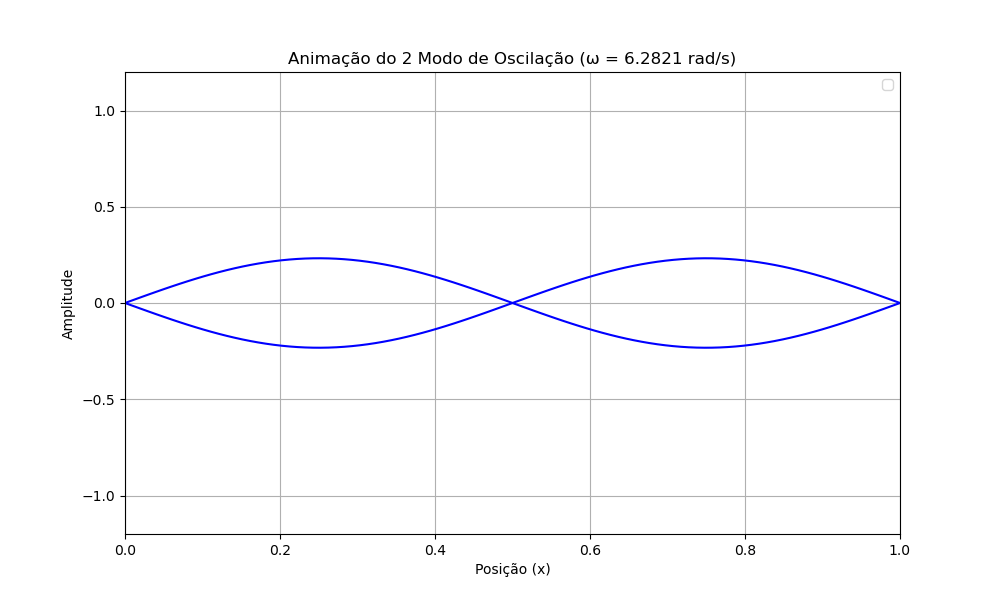 Animação do 2 Modo de Oscilação (ω = 6.2821 rad/s)
1.0
0.5
0.0
−0.5
−1.0
Amplitude
0.0 0.2 0.4 0.6 0.8 1.0
Posição (x)